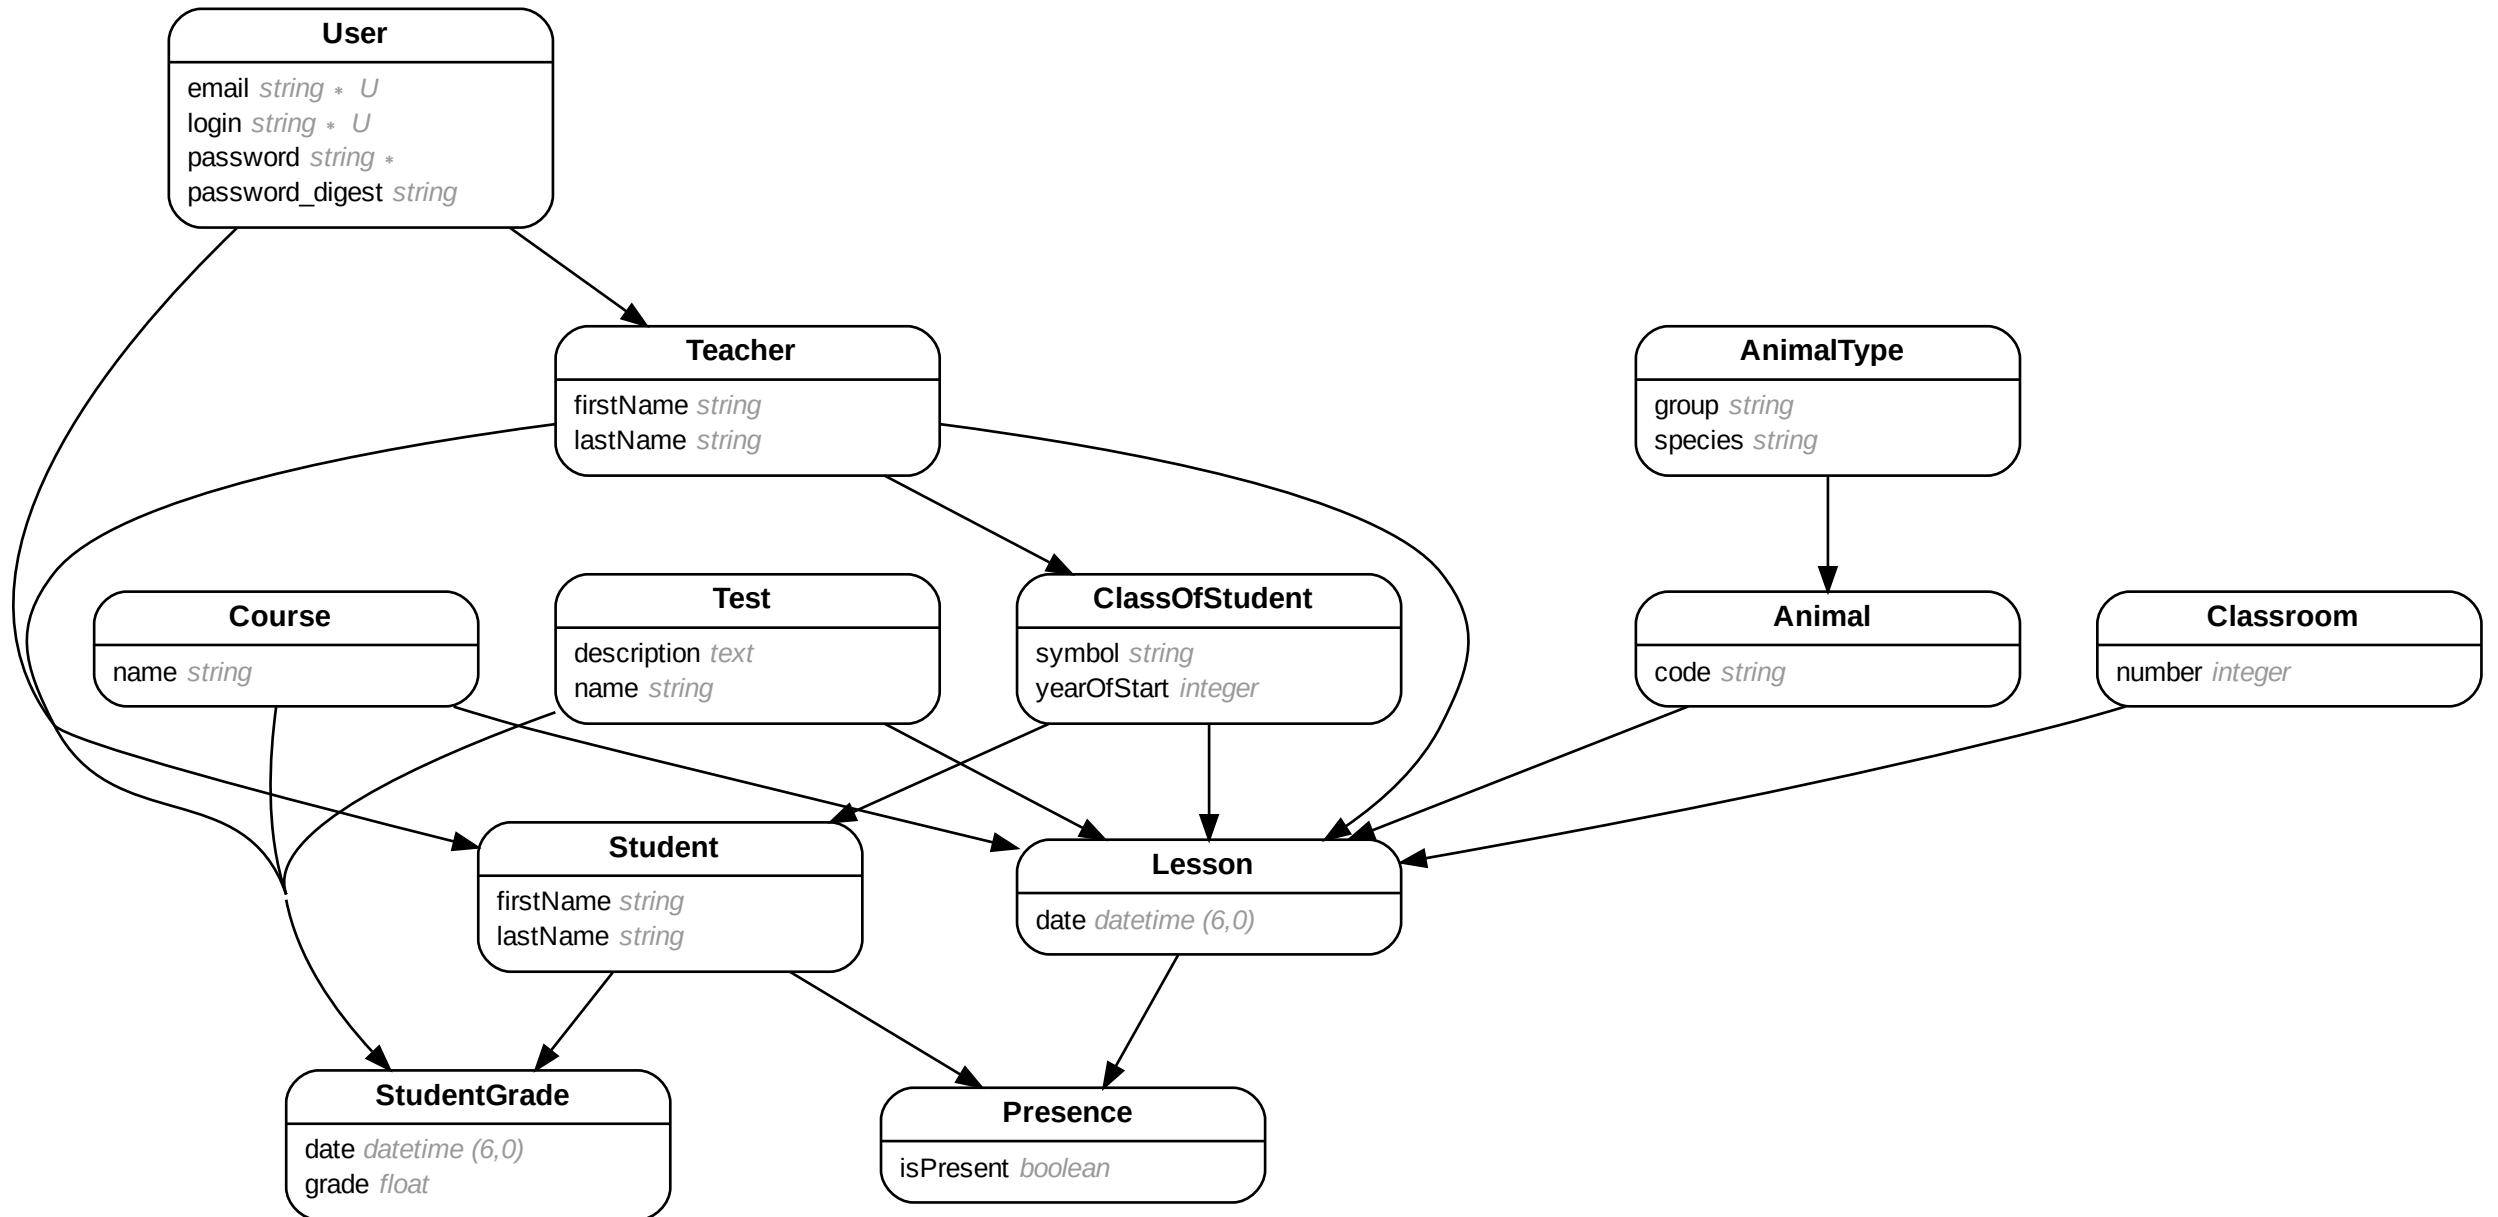 User
email string * U
login string * U
password string *
password_digest string
Teacher
firstName string
lastName string
AnimalType
group string
species string
Course
name string
Test
description text
name string
ClassOfStudent
symbol string
yearOfStart integer
Animal
code string
Classroom
number integer
Student
firstName string
lastName string
Lesson
date datetime (6,0)
StudentGrade
date datetime (6,0)
grade float
Presence
isPresent boolean